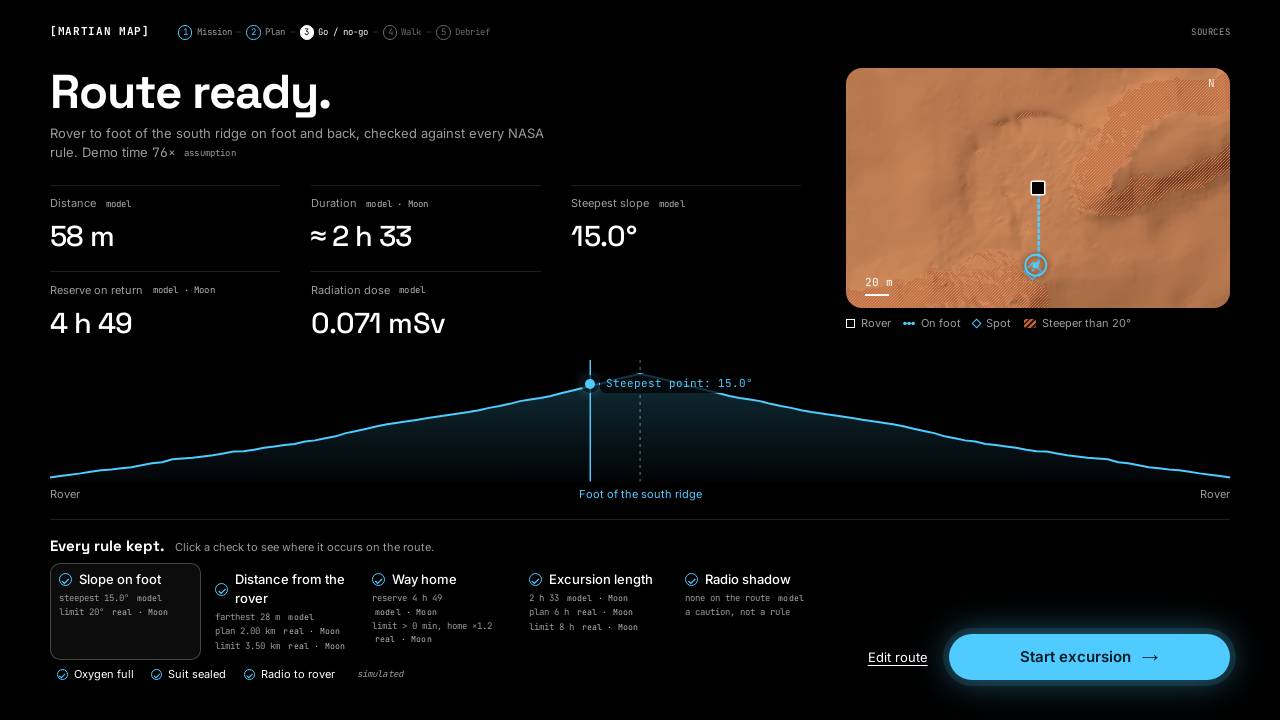 [MARTIAN MAP]
1 Mission – 2 Plan – 3 Go / no-go – 4 Walk – 5 Debrief
SOURCES
Route ready.
Rover to foot of the south ridge on foot and back, checked against every NASA
rule. Demo time 76× assumption
Distance model
58 m
Duration model · Moon
≈ 2 h 33
Steepest slope model
15.0°
Reserve on return model · Moon
4 h 49
Radiation dose model
0.071 mSv
N
20 m
Rover
On foot
Spot
Steeper than 20°
Steepest point: 15.0°
Rover
Foot of the south ridge
Rover
Every rule kept. Click a check to see where it occurs on the route.
Slope on foot
steepest 15.0° model
limit 20° real · Moon
Distance from the
rover
farthest 28 m model
plan 2.00 km real · Moon
limit 3.50 km real · Moon
Way home
reserve 4 h 49
model · Moon
limit > 0 min, home ×1.2
real · Moon
Excursion length
2 h 33 model · Moon
plan 6 h real · Moon
limit 8 h real · Moon
Radio shadow
none on the route model
a caution, not a rule
Oxygen full
Suit sealed
Radio to rover
simulated
Edit route
Start excursion →